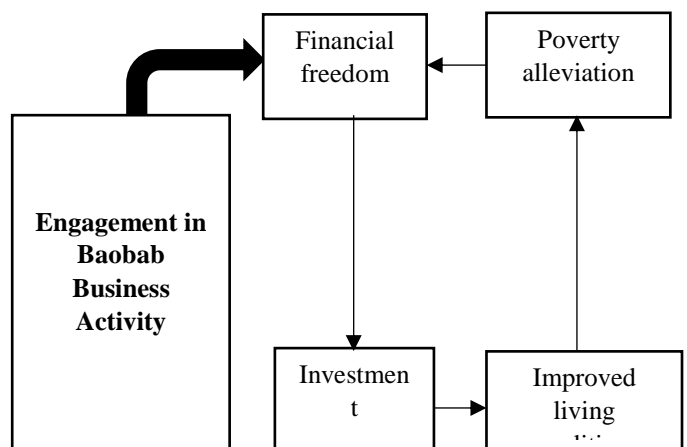 Financial
freedom
Poverty
alleviation
Engagement in
Baobab
Business
Activity
Investmen
t
Improved
living